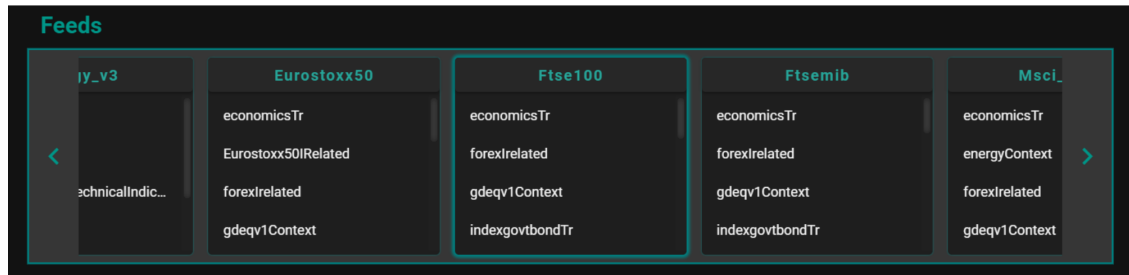 Feeds
gy_v3
echnicalIndic...
Eurostoxx50
economicsTr
Eurostoxx50IRelated
forexIrelated
gdeqv1Context
Ftse100
economicsTr
forexIrelated
gdeqv1Context
indexgovtbondTr
Ftsemib
economicsTr
forexIrelated
gdeqv1Context
indexgovtbondTr
Msci_
economicsTr
energyContext
forexIrelated
gdeqv1Context